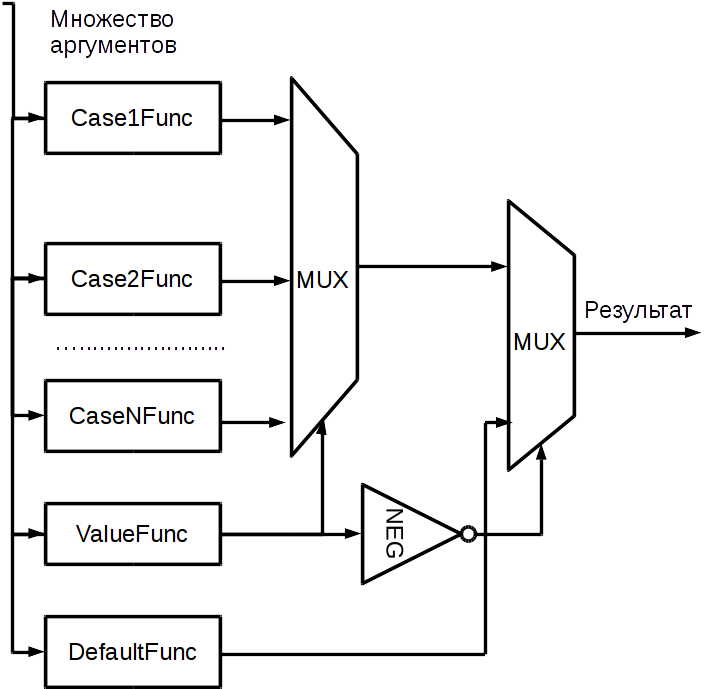 Множество
аргументов
Case1Func
Case2Func
MUX
Результат
MUX
........................
CaseNFunc
ValueFunc
NEG
DefaultFunc